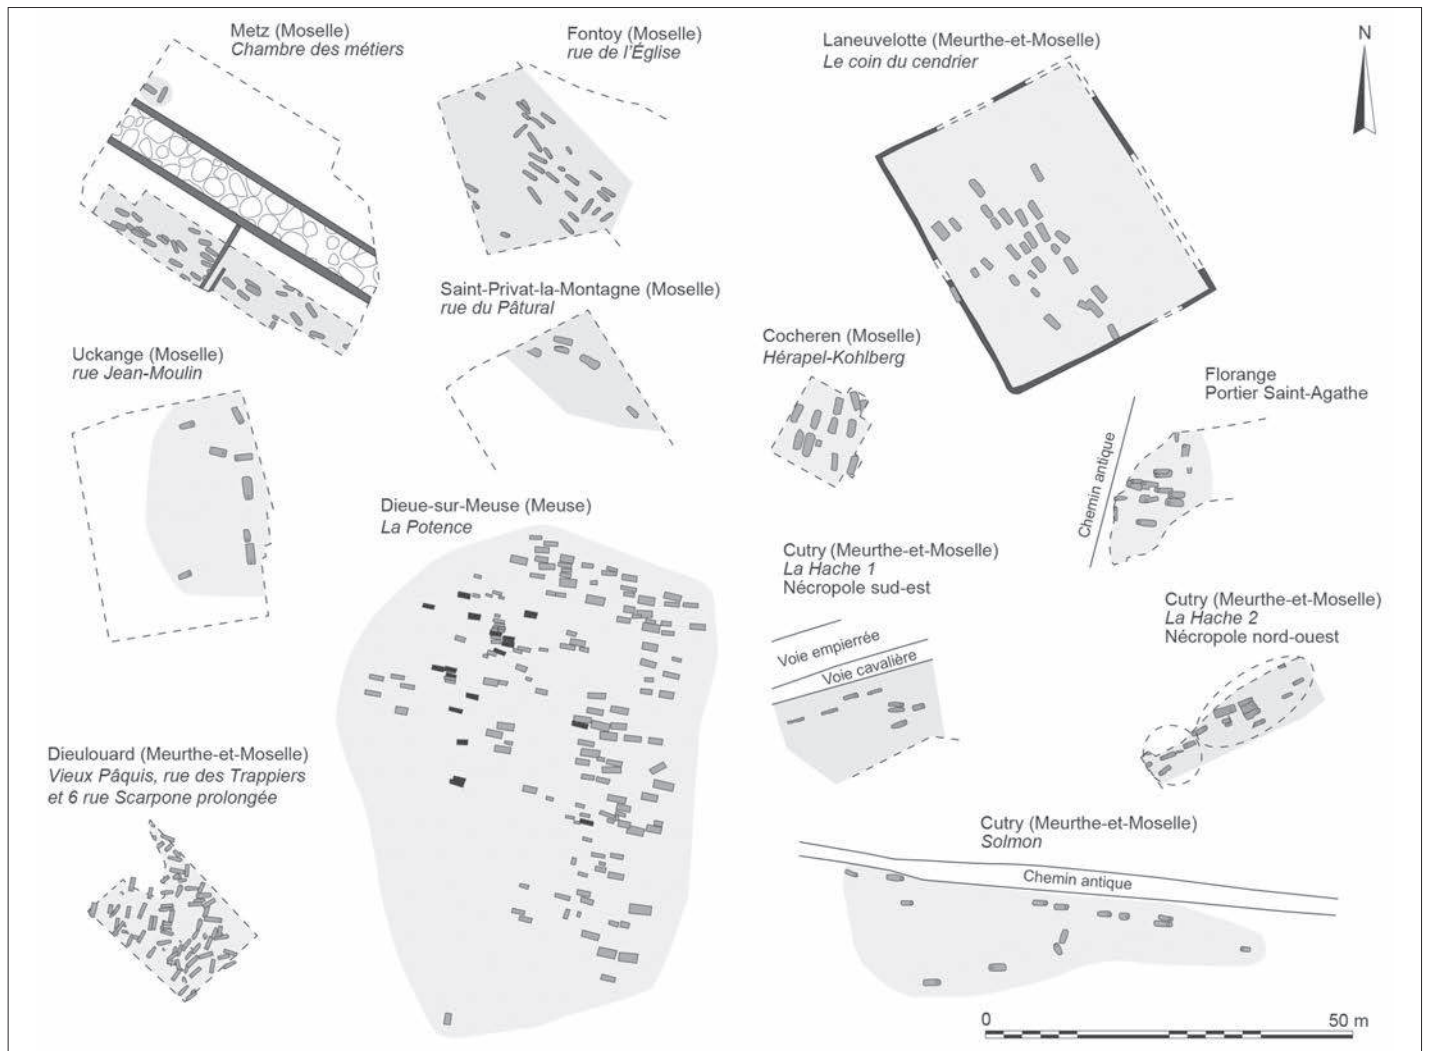 Metz (Moselle)
Chambre des métiers
Fontoy (Moselle)
rue de l'Église
Laneuvelotte (Meurthe-et-Moselle)
Le coin du cendrier
N
Saint-Privat-la-Montagne (Moselle)
rue du Pâtural
Uckange (Moselle)
rue Jean-Moulin
Cocheren (Moselle)
Hérapel-Kohlberg
Florange
Portier Saint-Agathe
Chemin antique
Dieue-sur-Meuse (Meuse)
La Potence
Cutry (Meurthe-et-Moselle)
La Hache 1
Nécropole sud-est
Voie empierrée
Voie cavalière
Cutry (Meurthe-et-Moselle)
La Hache 2
Nécropole nord-ouest
Dieulouard (Meurthe-et-Moselle)
Vieux Pâquis, rue des Trappiers
et 6 rue Scarpone prolongée
Cutry (Meurthe-et-Moselle)
Solmon
Chemin antique
0 50 m